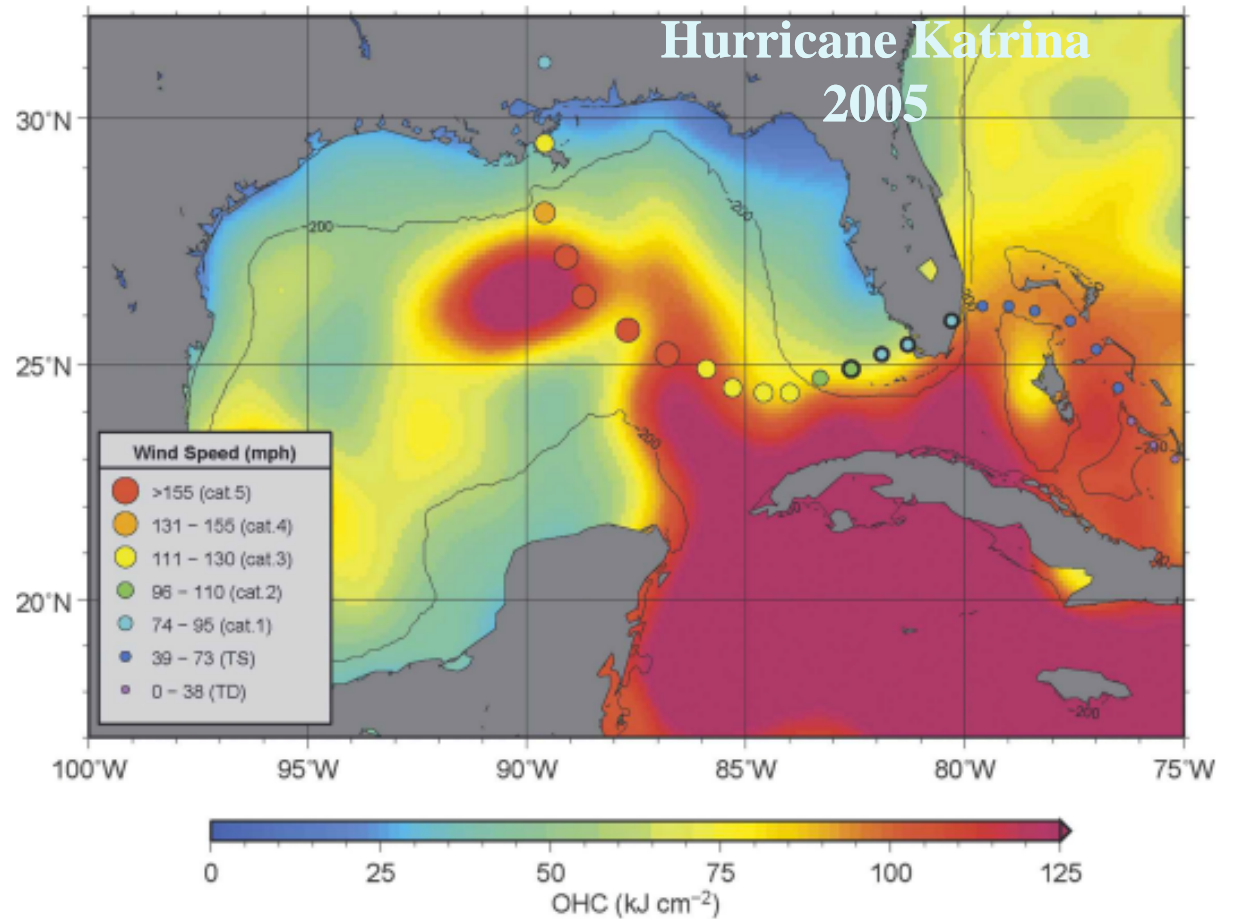 Hurricane Katrina
2005
30°N
25°N
20°N
-200
-200
-200
-200
-200
Wind Speed (mph)
>155 (cat.5)
131 – 155 (cat.4)
111 – 130 (cat.3)
96 – 110 (cat.2)
74 – 95 (cat.1)
39 – 73 (TS)
0 – 38 (TD)
100°W 95°W 90°W 85°W 80°W 75°W
0 25 50 75 100 125
OHC (kJ cm⁻²)